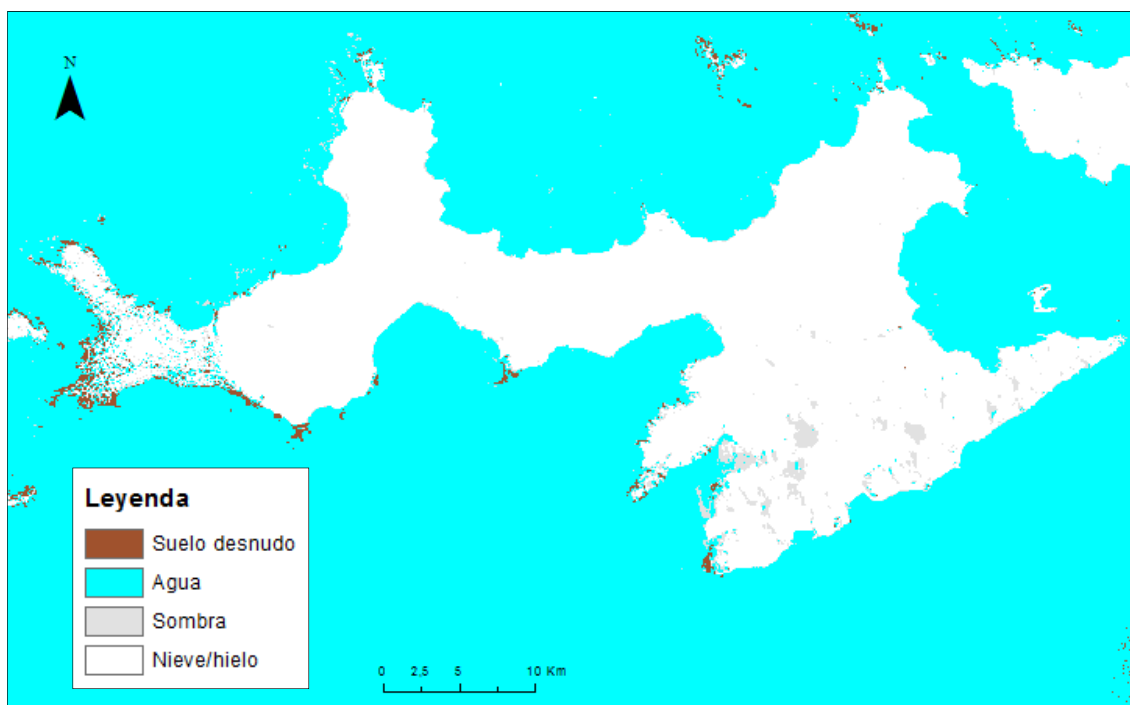 N
Leyenda
Suelo desnudo
Agua
Sombra
Nieve/hielo
0 2,5 5 10 Km